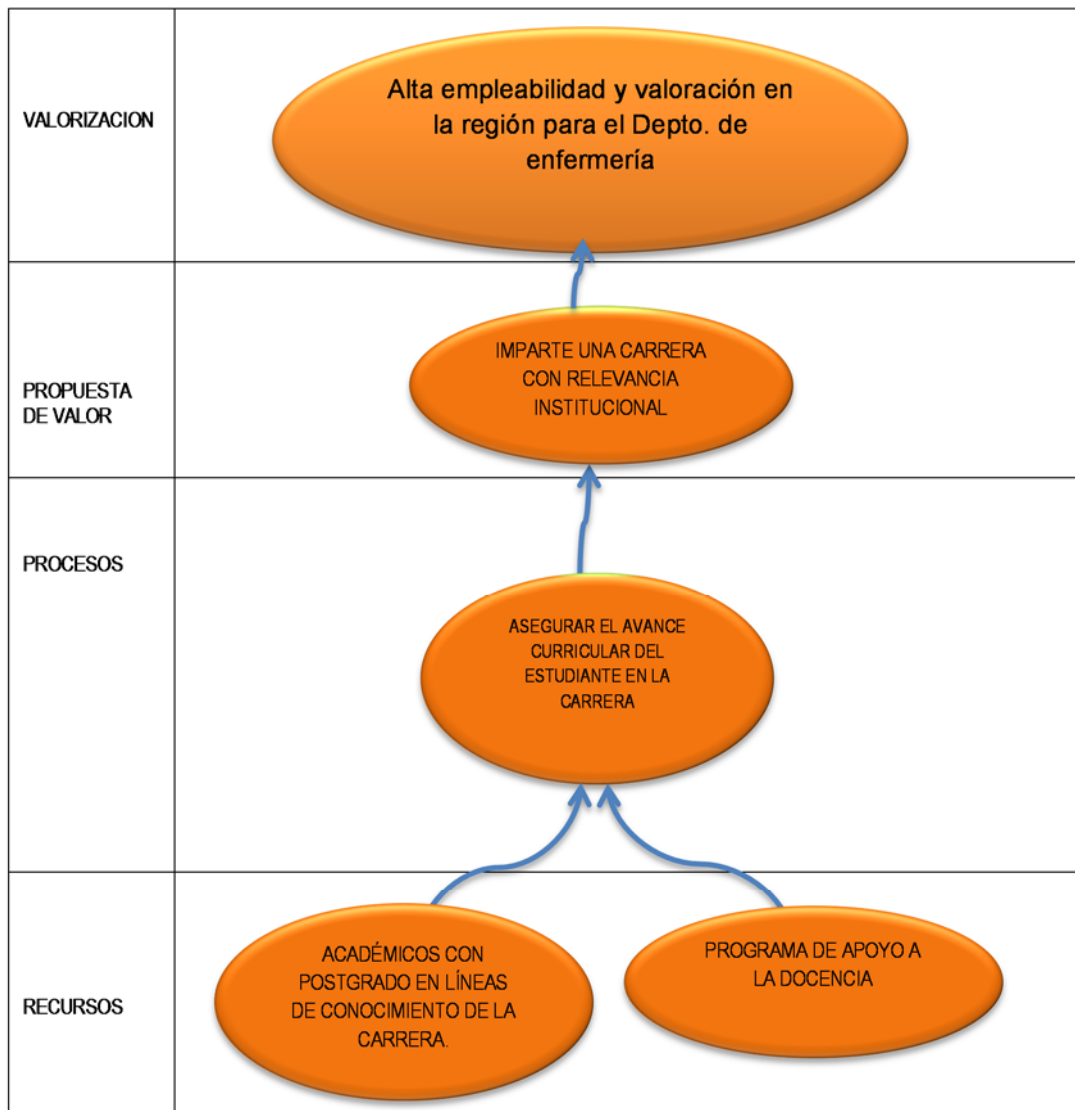 VALORIZACION
Alta empleabilidad y valoración en
la región para el Depto. de
enfermería
PROPUESTA
DE VALOR
IMPARTE UNA CARRERA
CON RELEVANCIA
INSTITUCIONAL
PROCESOS
ASEGURAR EL AVANCE
CURRICULAR DEL
ESTUDIANTE EN LA
CARRERA
RECURSOS
ACADÉMICOS CON
POSTGRADO EN LÍNEAS
DE CONOCIMIENTO DE LA
CARRERA.
PROGRAMA DE APOYO A
LA DOCENCIA